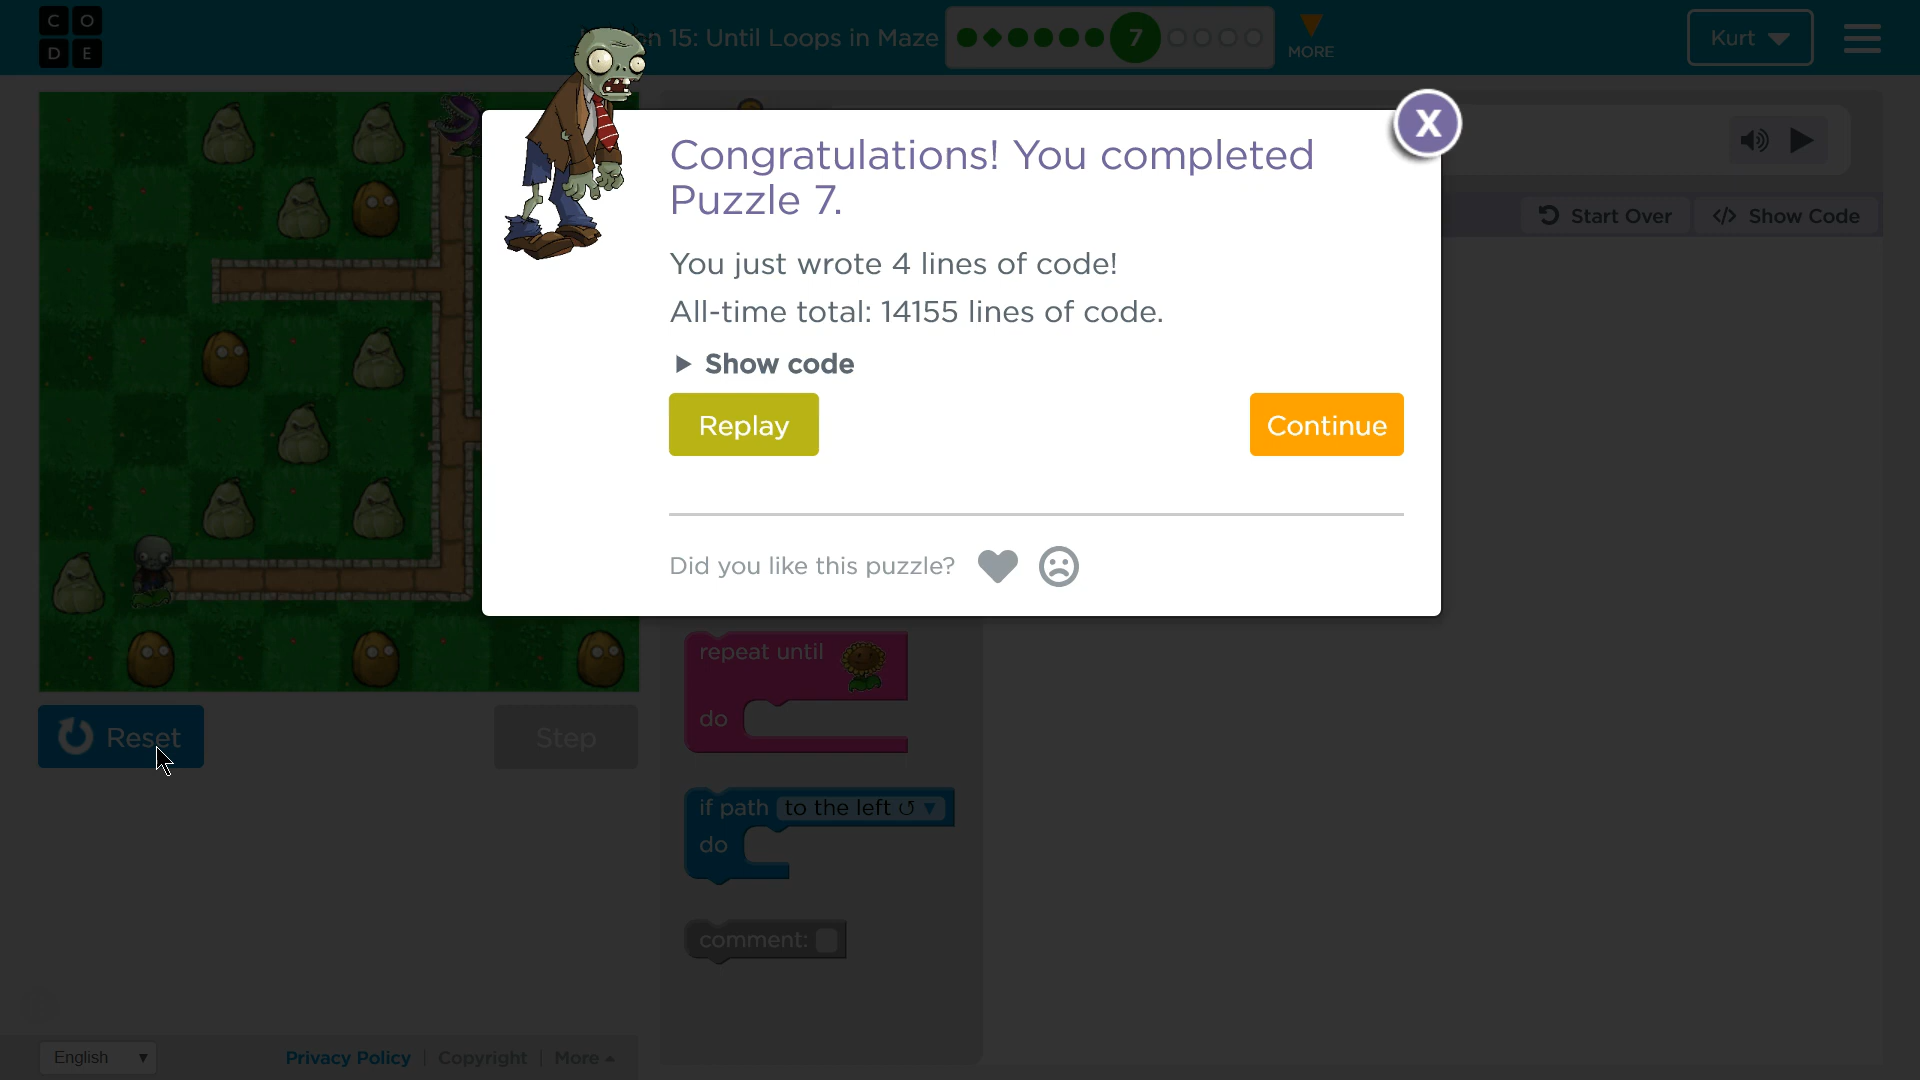 C O
D E
n 15: Until Loops in Maze
7
MORE
Kurt
X
Congratulations! You completed
Puzzle 7.
You just wrote 4 lines of code!
All-time total: 14155 lines of code.
Show code
Replay
Continue
Did you like this puzzle?
Start Over
</> Show Code
Reset
Step
repeat until
do
if path to the left
do
comment:
English
Privacy Policy | Copyright | More